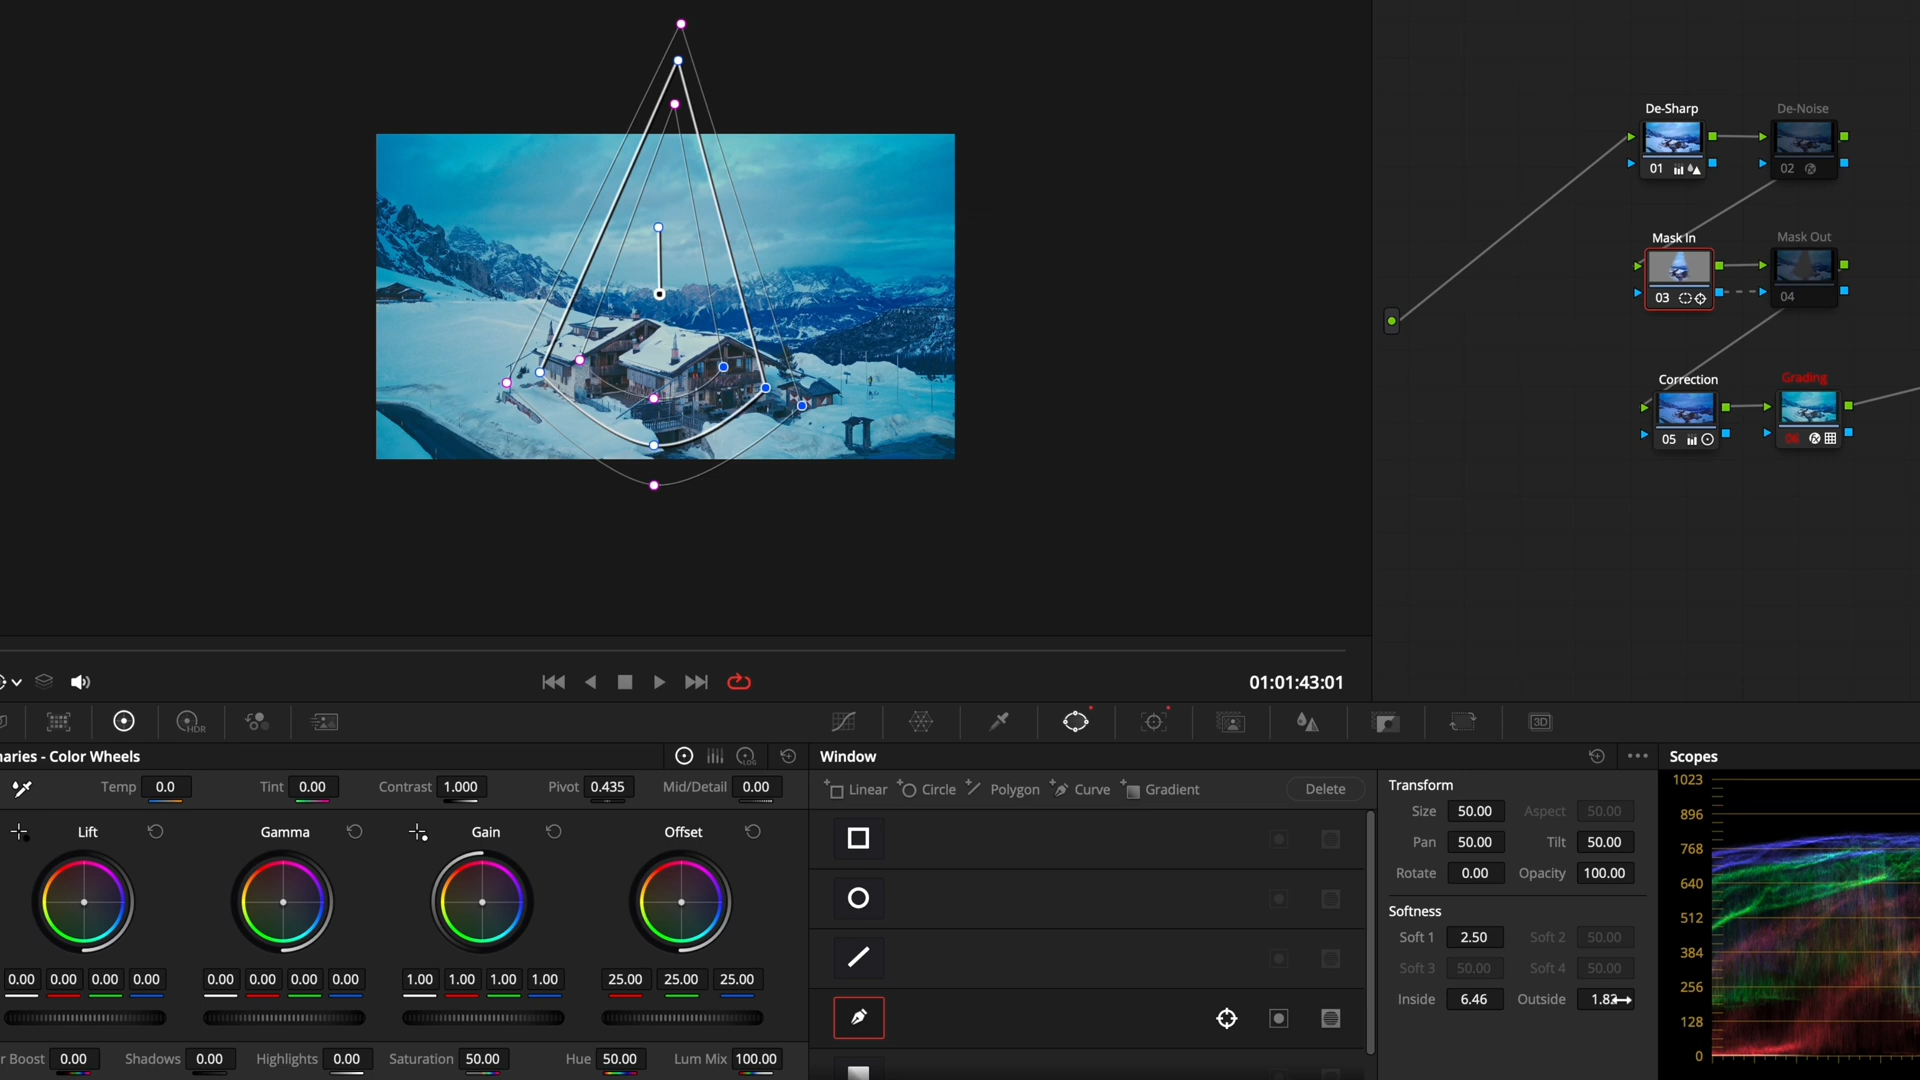 De-Sharp
De-Noise
01
02
Mask In
Mask Out
03
04
Correction
Grading
05
06
01:01:43:01
HDR
3D
naries - Color Wheels
LOG
Window
Scopes
Temp 0.0 Tint 0.00 Contrast 1.000 Pivot 0.435 Mid/Detail 0.00
Linear Circle Polygon Curve Gradient Delete
Transform
Size 50.00 Aspect 50.00
Pan 50.00 Tilt 50.00
Rotate 0.00 Opacity 100.00
Softness
Soft 1 2.50 Soft 2 50.00
Soft 3 50.00 Soft 4 50.00
Inside 6.46 Outside 1.82
Lift Gamma Gain Offset
0.00 0.00 0.00 0.00 0.00 0.00 0.00 0.00 1.00 1.00 1.00 1.00 25.00 25.00 25.00
r Boost 0.00 Shadows 0.00 Highlights 0.00 Saturation 50.00 Hue 50.00 Lum Mix 100.00
1023
896
768
640
512
384
256
128
0